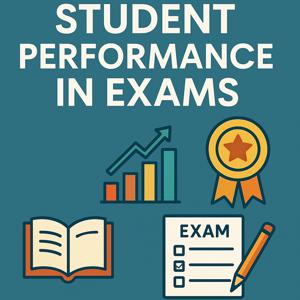 STUDENT
PERFORMANCE
IN EXAMS
EXAM